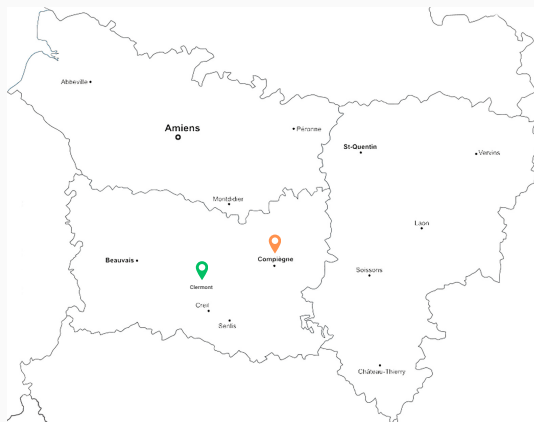 Abbeville
Amiens
Péronne
St-Quentin
Vervins
Montdidier
Laon
Beauvais
Compiègne
Soissons
Clermont
Creil
Senlis
Château-Thierry